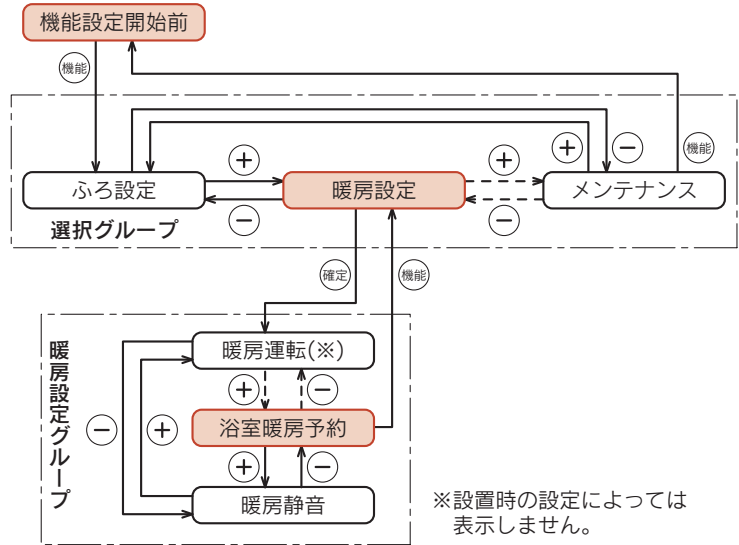 機能設定開始前
機能
＋
－
機能
＋
＋
ふろ設定
暖房設定
メンテナンス
－
－
選択グループ
確定
機能
暖房設定グループ
暖房運転(※)
＋
－
－
＋
浴室暖房予約
＋
－
暖房静音
※設置時の設定によっては
表示しません。